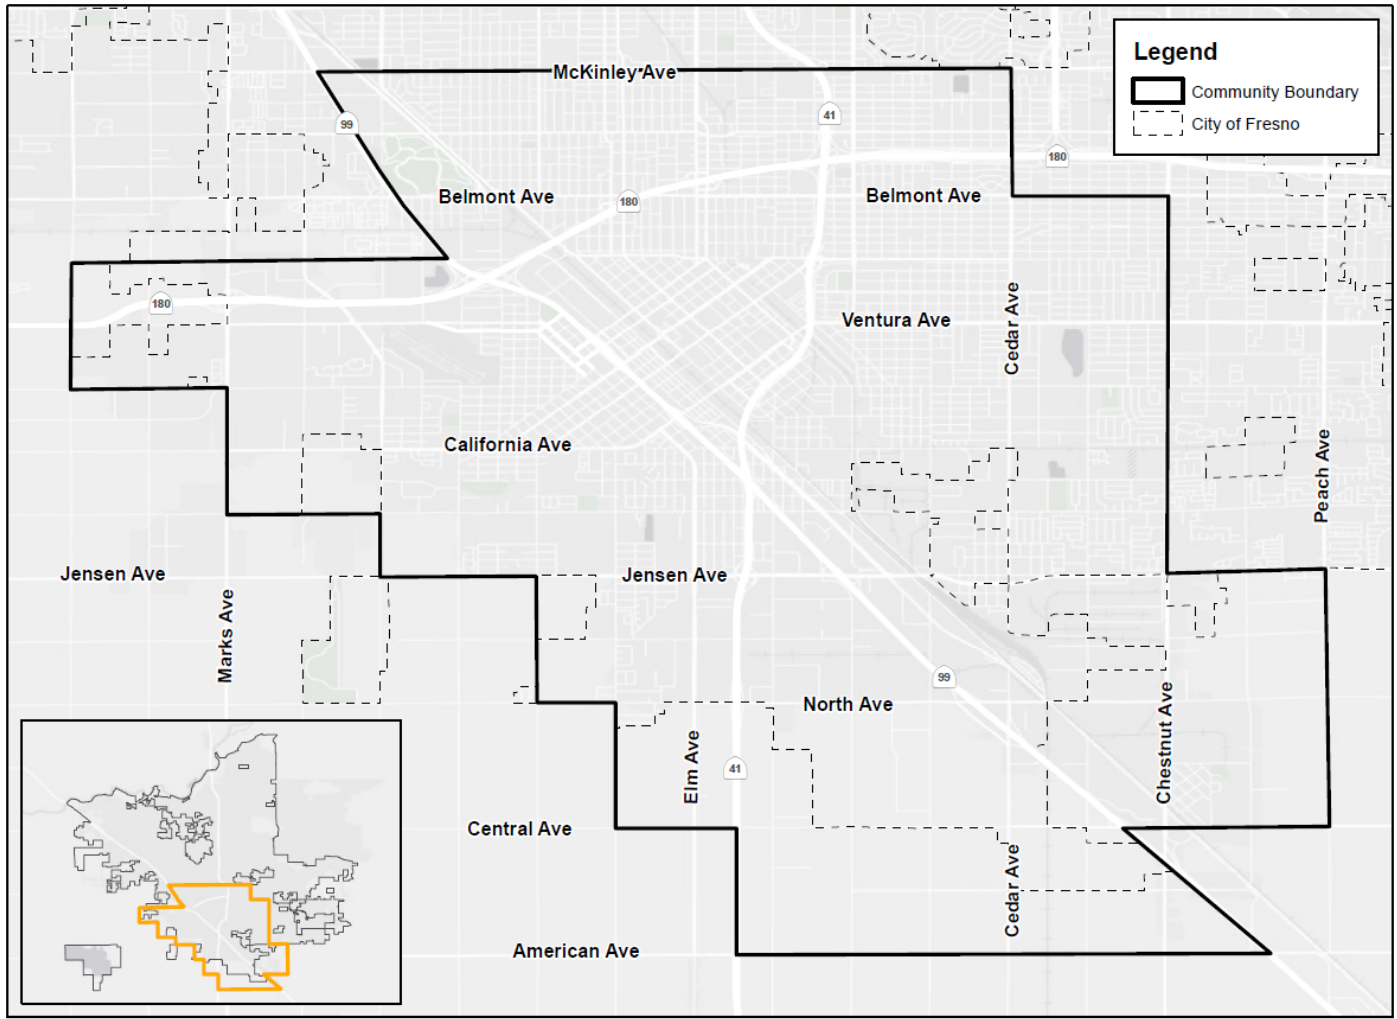 Legend
Community Boundary
City of Fresno
McKinley Ave
99
41
180
Belmont Ave
180
Belmont Ave
180
Ventura Ave
Cedar Ave
California Ave
Peach Ave
Jensen Ave
Jensen Ave
Marks Ave
99
North Ave
Chestnut Ave
Elm Ave
41
Central Ave
Cedar Ave
American Ave